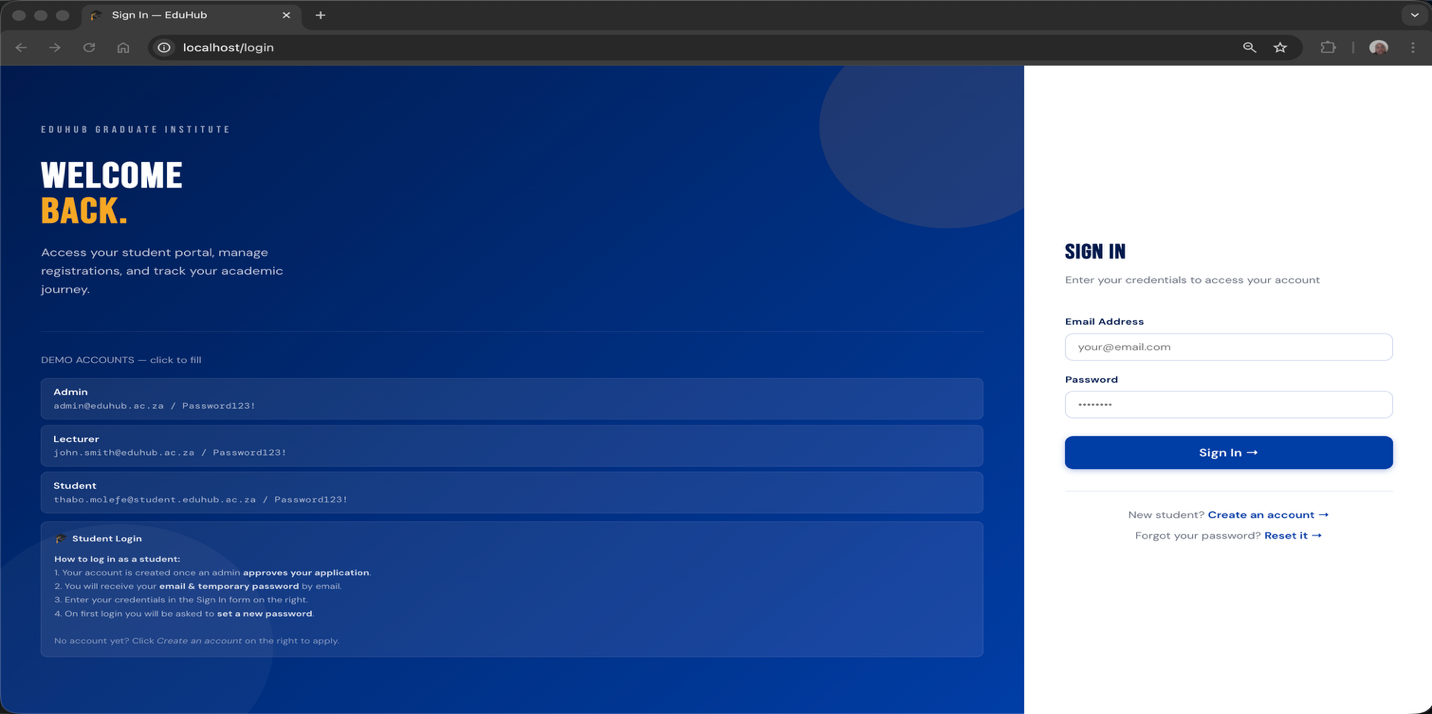 Sign In — EduHub
localhost/login
EDUHUB GRADUATE INSTITUTE
WELCOME
BACK.
Access your student portal, manage
registrations, and track your academic
journey.
DEMO ACCOUNTS — click to fill
Admin
admin@eduhub.ac.za / Password123!
Lecturer
john.smith@eduhub.ac.za / Password123!
Student
thabo.molefe@student.eduhub.ac.za / Password123!
🎓 Student Login
How to log in as a student:
1. Your account is created once an admin approves your application.
2. You will receive your email & temporary password by email.
3. Enter your credentials in the Sign In form on the right.
4. On first login you will be asked to set a new password.
No account yet? Click Create an account on the right to apply.
SIGN IN
Enter your credentials to access your account
Email Address
your@email.com
Password
••••••••
Sign In →
New student? Create an account →
Forgot your password? Reset it →